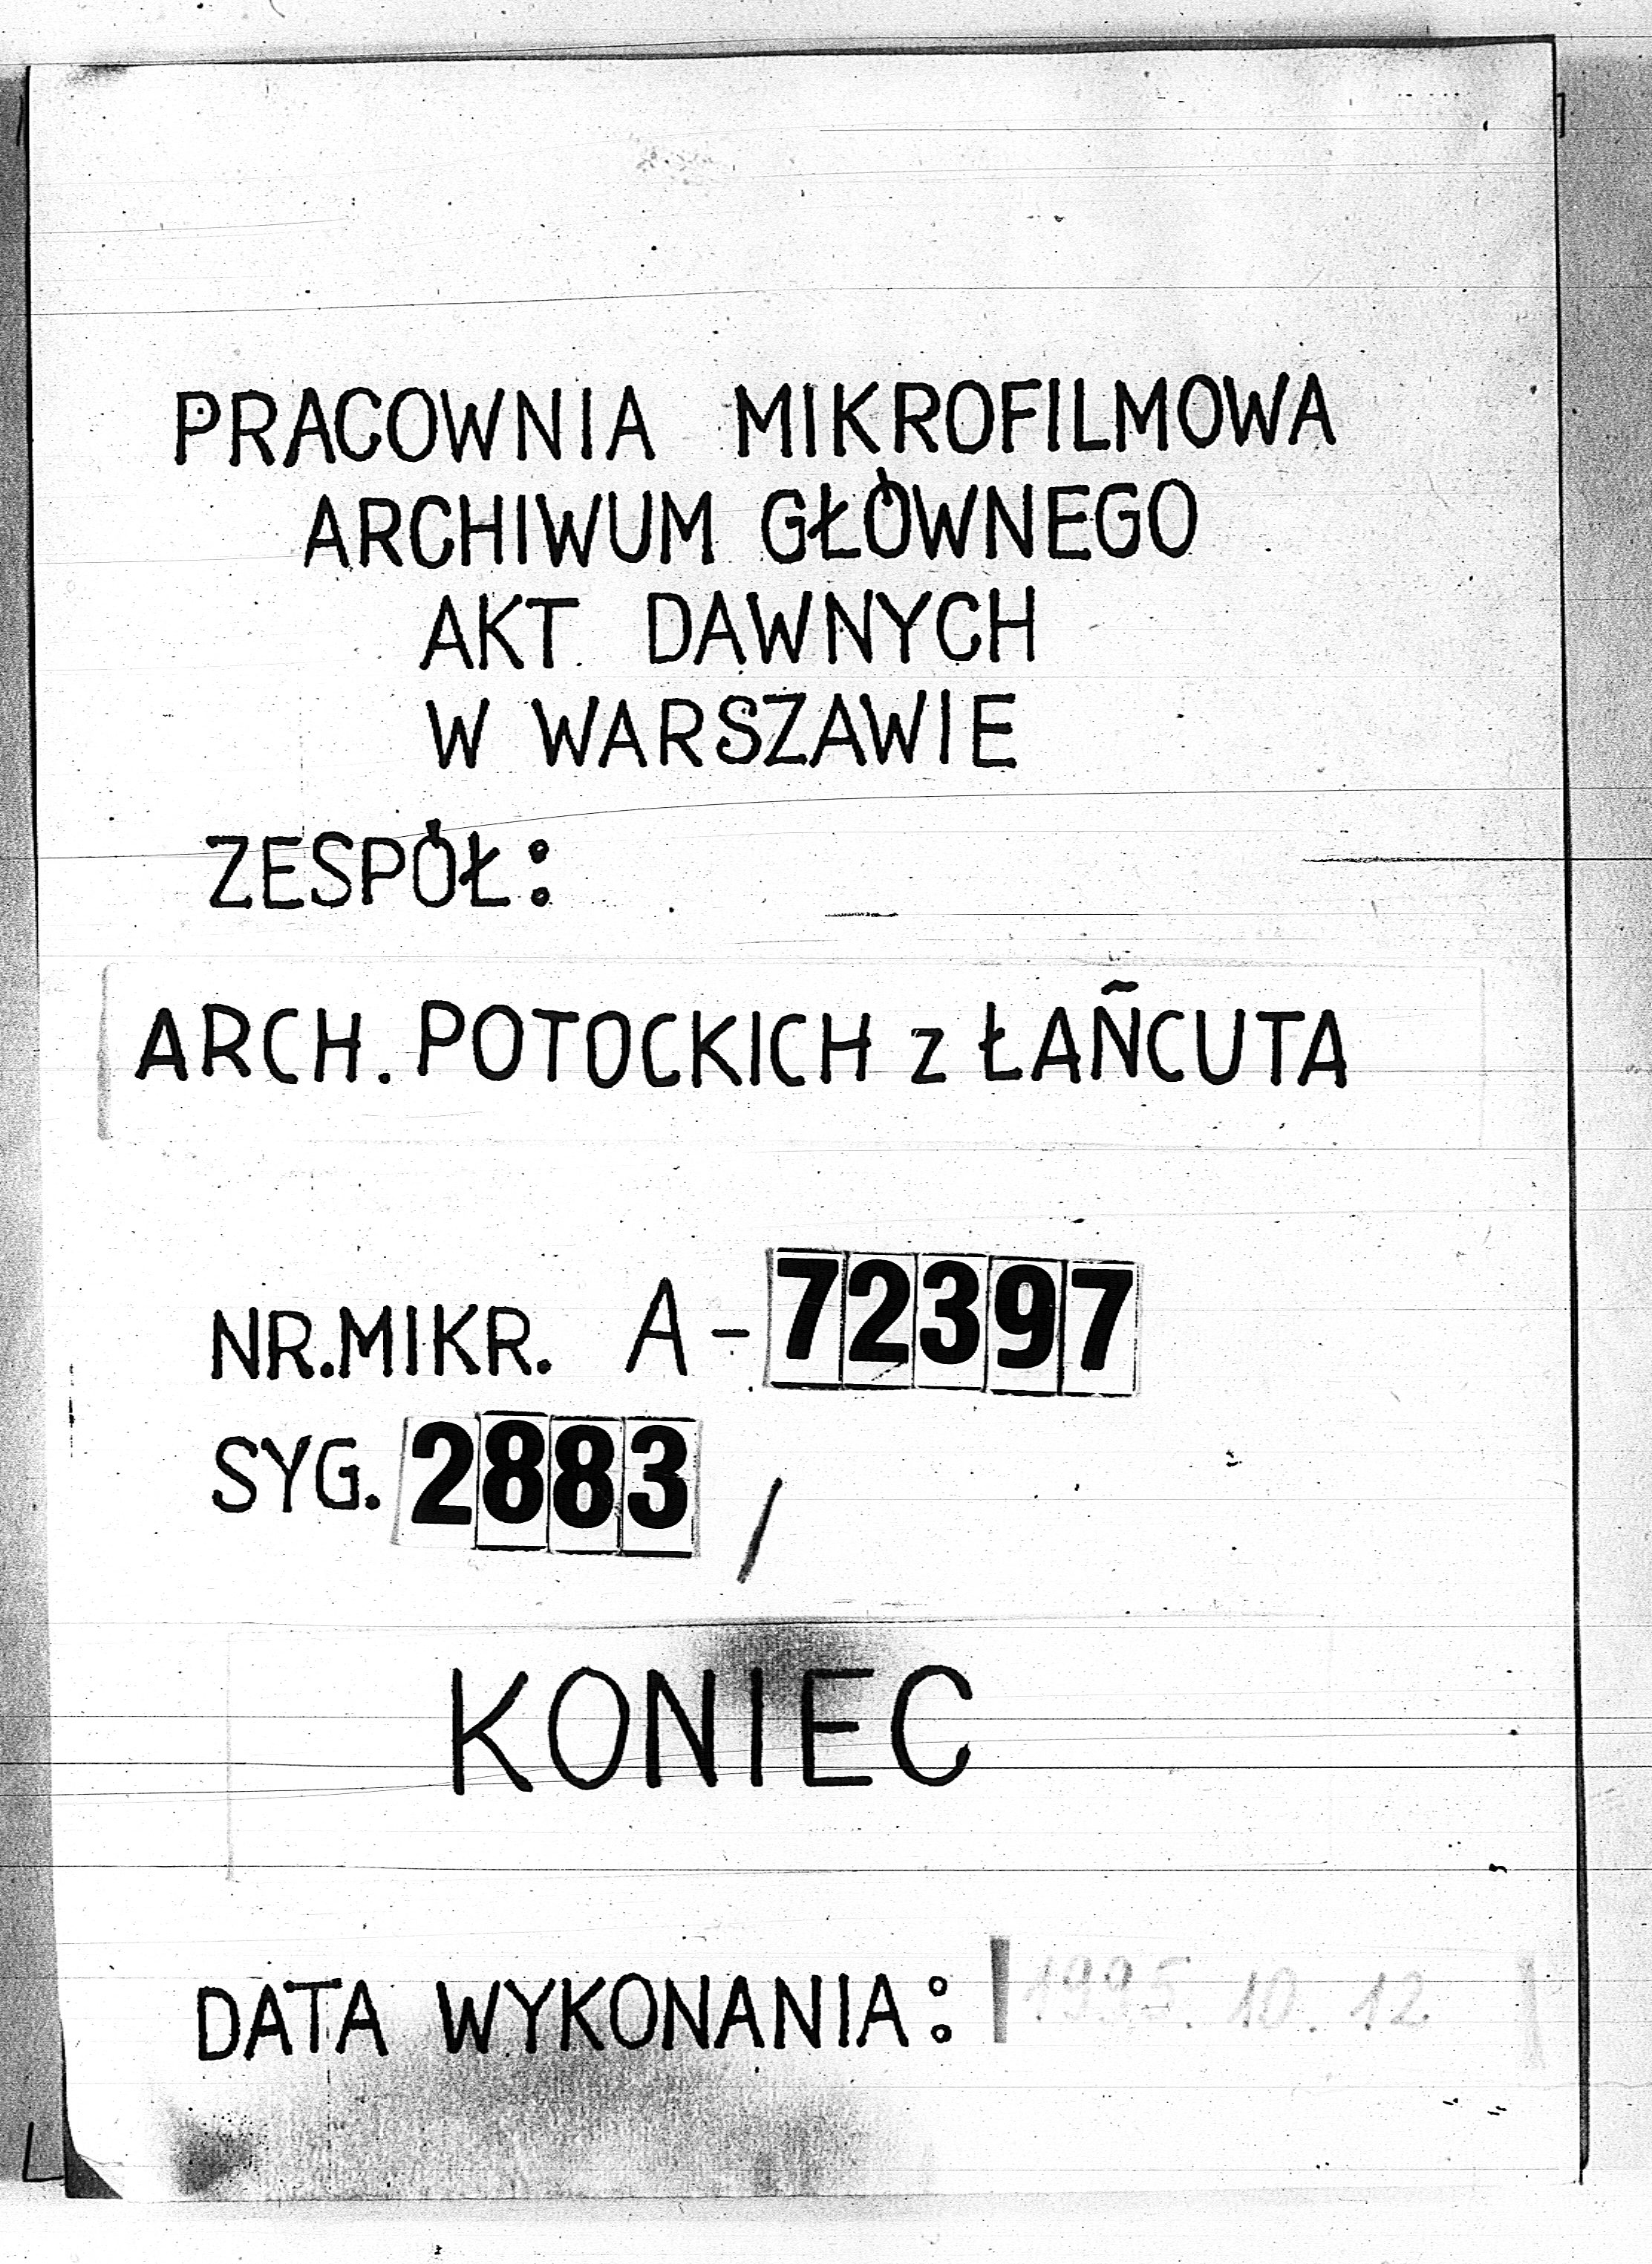 PRACOWNIA MIKROFILMOWA
ARCHIWUM GŁÓWNEGO
AKT DAWNYCH
W WARSZAWIE
ZESPÓŁ:
ARCH. POTOCKICH z ŁAŃCUTA
NR.MIKR. A-72397
SYG. 2883 /
KONIEC
DATA WYKONANIA: 1995.10.12